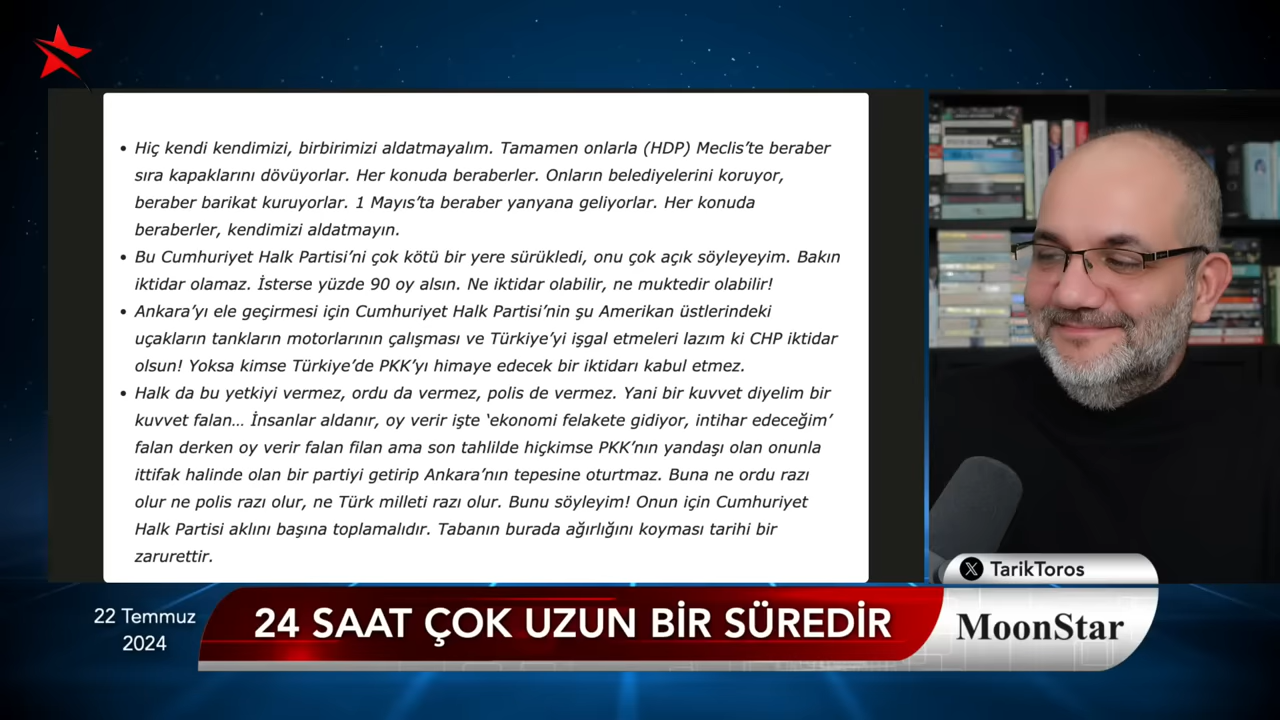 • Hiç kendi kendimizi, birbirimizi aldatmayalım. Tamamen onlarla (HDP) Meclis’te beraber
sıra kapaklarını dövüyorlar. Her konuda beraberler. Onların belediyelerini koruyor,
beraber barikat kuruyorlar. 1 Mayıs’ta beraber yanyana geliyorlar. Her konuda
beraberler, kendimizi aldatmayın.
• Bu Cumhuriyet Halk Partisi’ni çok kötü bir yere sürükledi, onu çok açık söyleyeyim. Bakın
iktidar olamaz. İsterse yüzde 90 oy alsın. Ne iktidar olabilir, ne muktedir olabilir!
• Ankara’yı ele geçirmesi için Cumhuriyet Halk Partisi’nin şu Amerikan üstlerindeki
uçakların tankların motorlarının çalışması ve Türkiye’yi işgal etmeleri lazım ki CHP iktidar
olsun! Yoksa kimse Türkiye’de PKK’yı himaye edecek bir iktidarı kabul etmez.
• Halk da bu yetkiyi vermez, ordu da vermez, polis de vermez. Yani bir kuvvet diyelim bir
kuvvet falan… İnsanlar aldanır, oy verir işte ‘ekonomi felakete gidiyor, intihar edeceğim’
falan derken oy verir falan filan ama son tahlilde hiçkimse PKK’nın yandaşı olan onunla
ittifak halinde olan bir partiyi getirip Ankara’nın tepesine oturtmaz. Buna ne ordu razı
olur ne polis razı olur, ne Türk milleti razı olur. Bunu söyleyim! Onun için Cumhuriyet
Halk Partisi aklını başına toplamalıdır. Tabanın burada ağırlığını koyması tarihi bir
zarurettir.
X TarikToros
22 Temmuz
2024
24 SAAT ÇOK UZUN BİR SÜREDİR
MoonStar